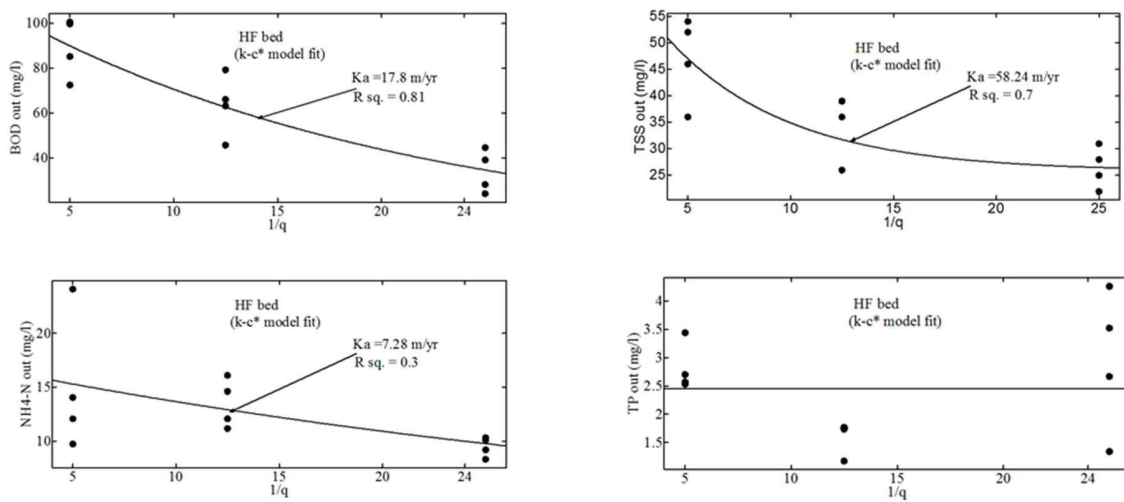 100
80
60
40
BOD out (mg/l)
HF bed
(k-c* model fit)
Ka =17.8 m/yr
R sq. = 0.81
5
10
15
20
24
1/q
55
50
45
40
35
30
25
TSS out (mg/l)
HF bed
(k-c* model fit)
Ka =58.24 m/yr
R sq. = 0.7
5
10
15
20
25
1/q
20
15
10
NH4-N out (mg/l)
HF bed
(k-c* model fit)
Ka =7.28 m/yr
R sq. = 0.3
5
10
15
20
24
1/q
4
3.5
3
2.5
2
1.5
TP out (mg/l)
HF bed
(k-c* model fit)
5
10
15
20
25
1/q